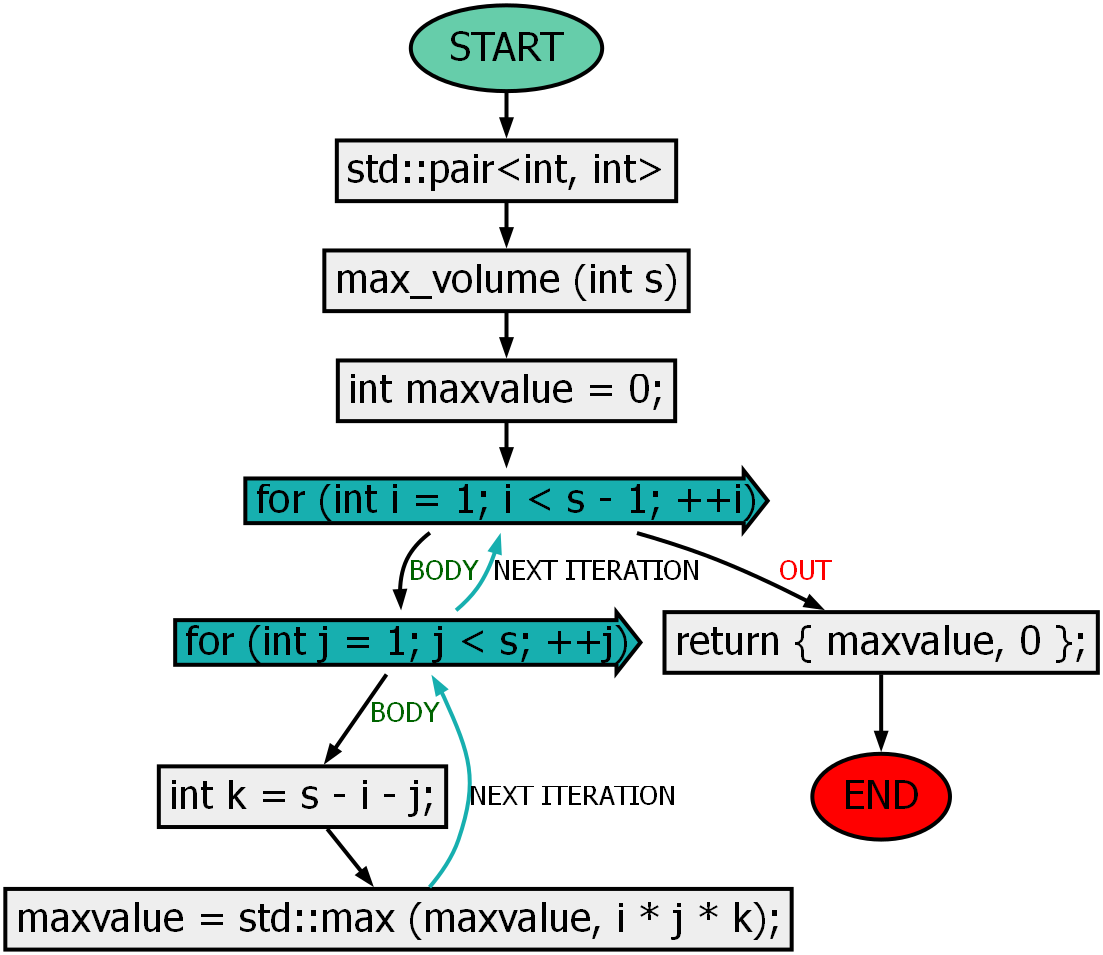 START
std::pair<int, int>
max_volume (int s)
int maxvalue = 0;
for (int i = 1; i < s - 1; ++i)
BODY
NEXT ITERATION
OUT
for (int j = 1; j < s; ++j)
return { maxvalue, 0 };
BODY
int k = s - i - j;
NEXT ITERATION
END
maxvalue = std::max (maxvalue, i * j * k);